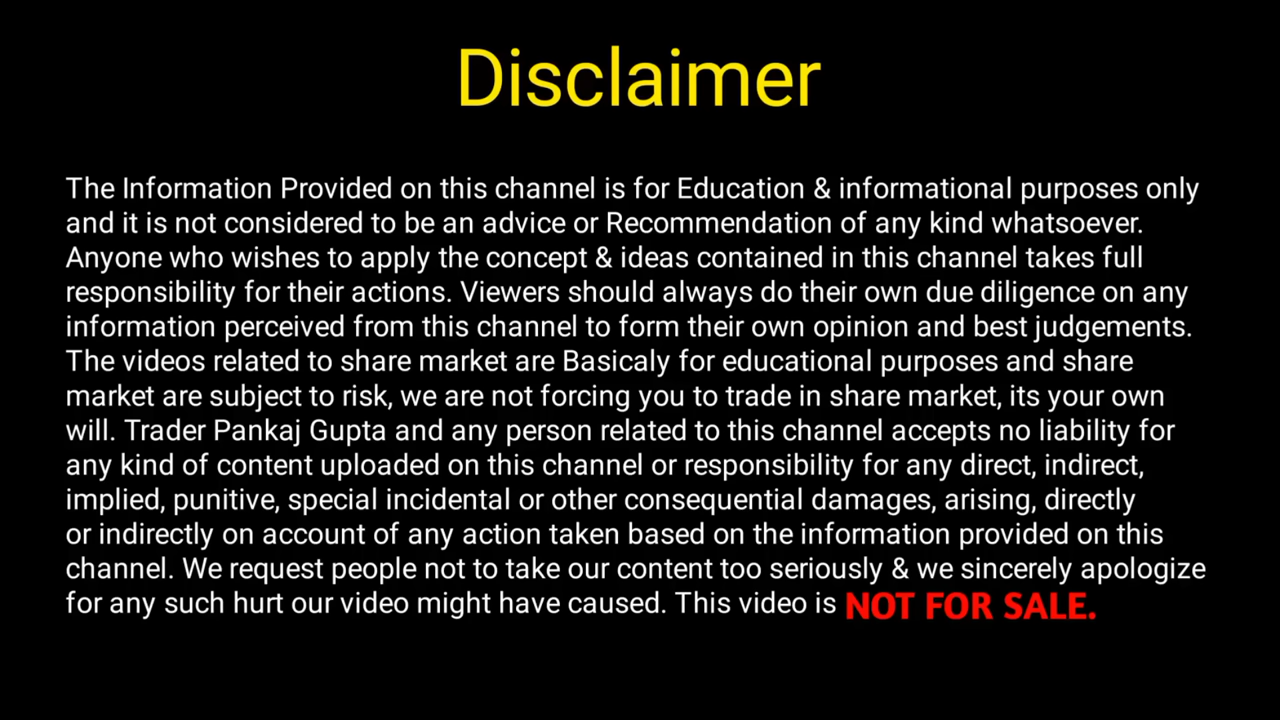 Disclaimer
The Information Provided on this channel is for Education & informational purposes only
and it is not considered to be an advice or Recommendation of any kind whatsoever.
Anyone who wishes to apply the concept & ideas contained in this channel takes full
responsibility for their actions. Viewers should always do their own due diligence on any
information perceived from this channel to form their own opinion and best judgements.
The videos related to share market are Basicaly for educational purposes and share
market are subject to risk, we are not forcing you to trade in share market, its your own
will. Trader Pankaj Gupta and any person related to this channel accepts no liability for
any kind of content uploaded on this channel or responsibility for any direct, indirect,
implied, punitive, special incidental or other consequential damages, arising, directly
or indirectly on account of any action taken based on the information provided on this
channel. We request people not to take our content too seriously & we sincerely apologize
for any such hurt our video might have caused. This video is NOT FOR SALE.